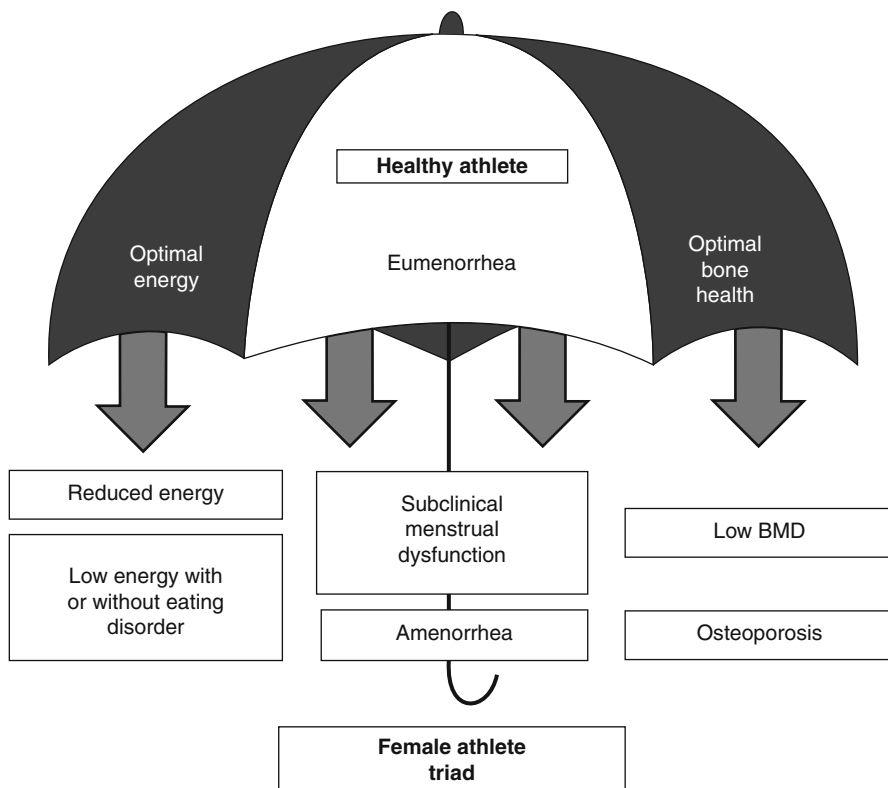 Healthy athlete
Optimal
energy
Eumenorrhea
Optimal
bone
health
Reduced energy
Low energy with
or without eating
disorder
Subclinical
menstrual
dysfunction
Amenorrhea
Low BMD
Osteoporosis
Female athlete
triad